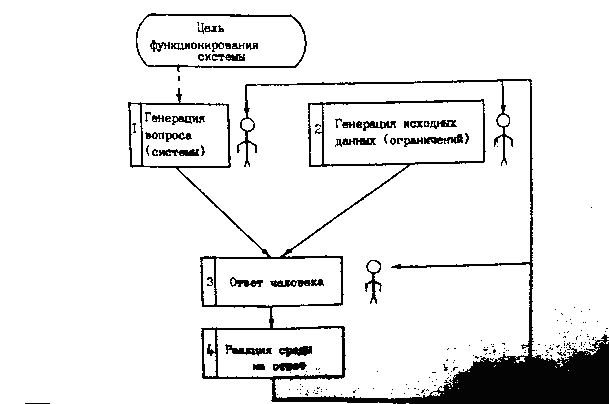 Цель
функционирования
системы
1 Генерация
вопроса
(системы)
2 Генерация исходных
данных (ограничений)
3 Ответ человека
4 Реакция среды
на ответ